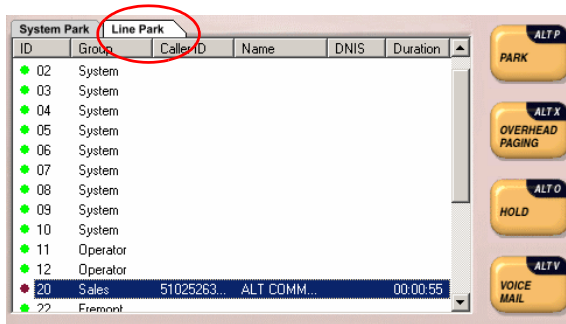 System Park Line Park
ID Group Caller ID Name DNIS Duration
02 System
03 System
04 System
05 System
06 System
07 System
08 System
09 System
10 System
11 Operator
12 Operator
20 Sales 51025263... ALT COMM... 00:00:55
22 Fremont
ALT P
PARK
ALT X
OVERHEAD
PAGING
ALT O
HOLD
ALT V
VOICE
MAIL